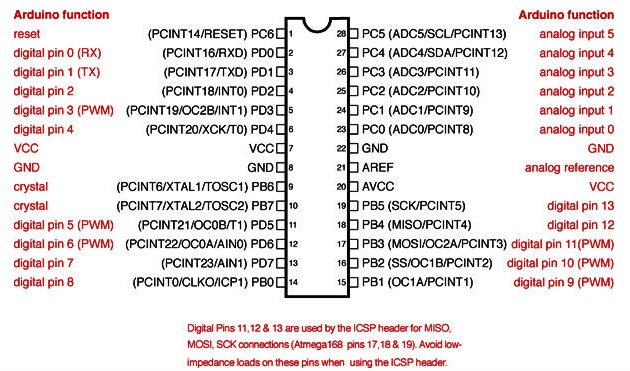 Arduino function Arduino function
reset (PCINT14/RESET) PC6 1 28 PC5 (ADC5/SCL/PCINT13) analog input 5
digital pin 0 (RX) (PCINT16/RXD) PD0 2 27 PC4 (ADC4/SDA/PCINT12) analog input 4
digital pin 1 (TX) (PCINT17/TXD) PD1 3 26 PC3 (ADC3/PCINT11) analog input 3
digital pin 2 (PCINT18/INT0) PD2 4 25 PC2 (ADC2/PCINT10) analog input 2
digital pin 3 (PWM) (PCINT19/OC2B/INT1) PD3 5 24 PC1 (ADC1/PCINT9) analog input 1
digital pin 4 (PCINT20/XCK/T0) PD4 6 23 PC0 (ADC0/PCINT8) analog input 0
VCC VCC 7 22 GND GND
GND GND 8 21 AREF analog reference
crystal (PCINT6/XTAL1/TOSC1) PB6 9 20 AVCC VCC
crystal (PCINT7/XTAL2/TOSC2) PB7 10 19 PB5 (SCK/PCINT5) digital pin 13
digital pin 5 (PWM) (PCINT21/OC0B/T1) PD5 11 18 PB4 (MISO/PCINT4) digital pin 12
digital pin 6 (PWM) (PCINT22/OC0A/AIN0) PD6 12 17 PB3 (MOSI/OC2A/PCINT3) digital pin 11(PWM)
digital pin 7 (PCINT23/AIN1) PD7 13 16 PB2 (SS/OC1B/PCINT2) digital pin 10 (PWM)
digital pin 8 (PCINT0/CLKO/ICP1) PB0 14 15 PB1 (OC1A/PCINT1) digital pin 9 (PWM)
Digital Pins 11,12 & 13 are used by the ICSP header for MISO,
MOSI, SCK connections (Atmega168 pins 17,18 & 19). Avoid low-
impedance loads on these pins when using the ICSP header.